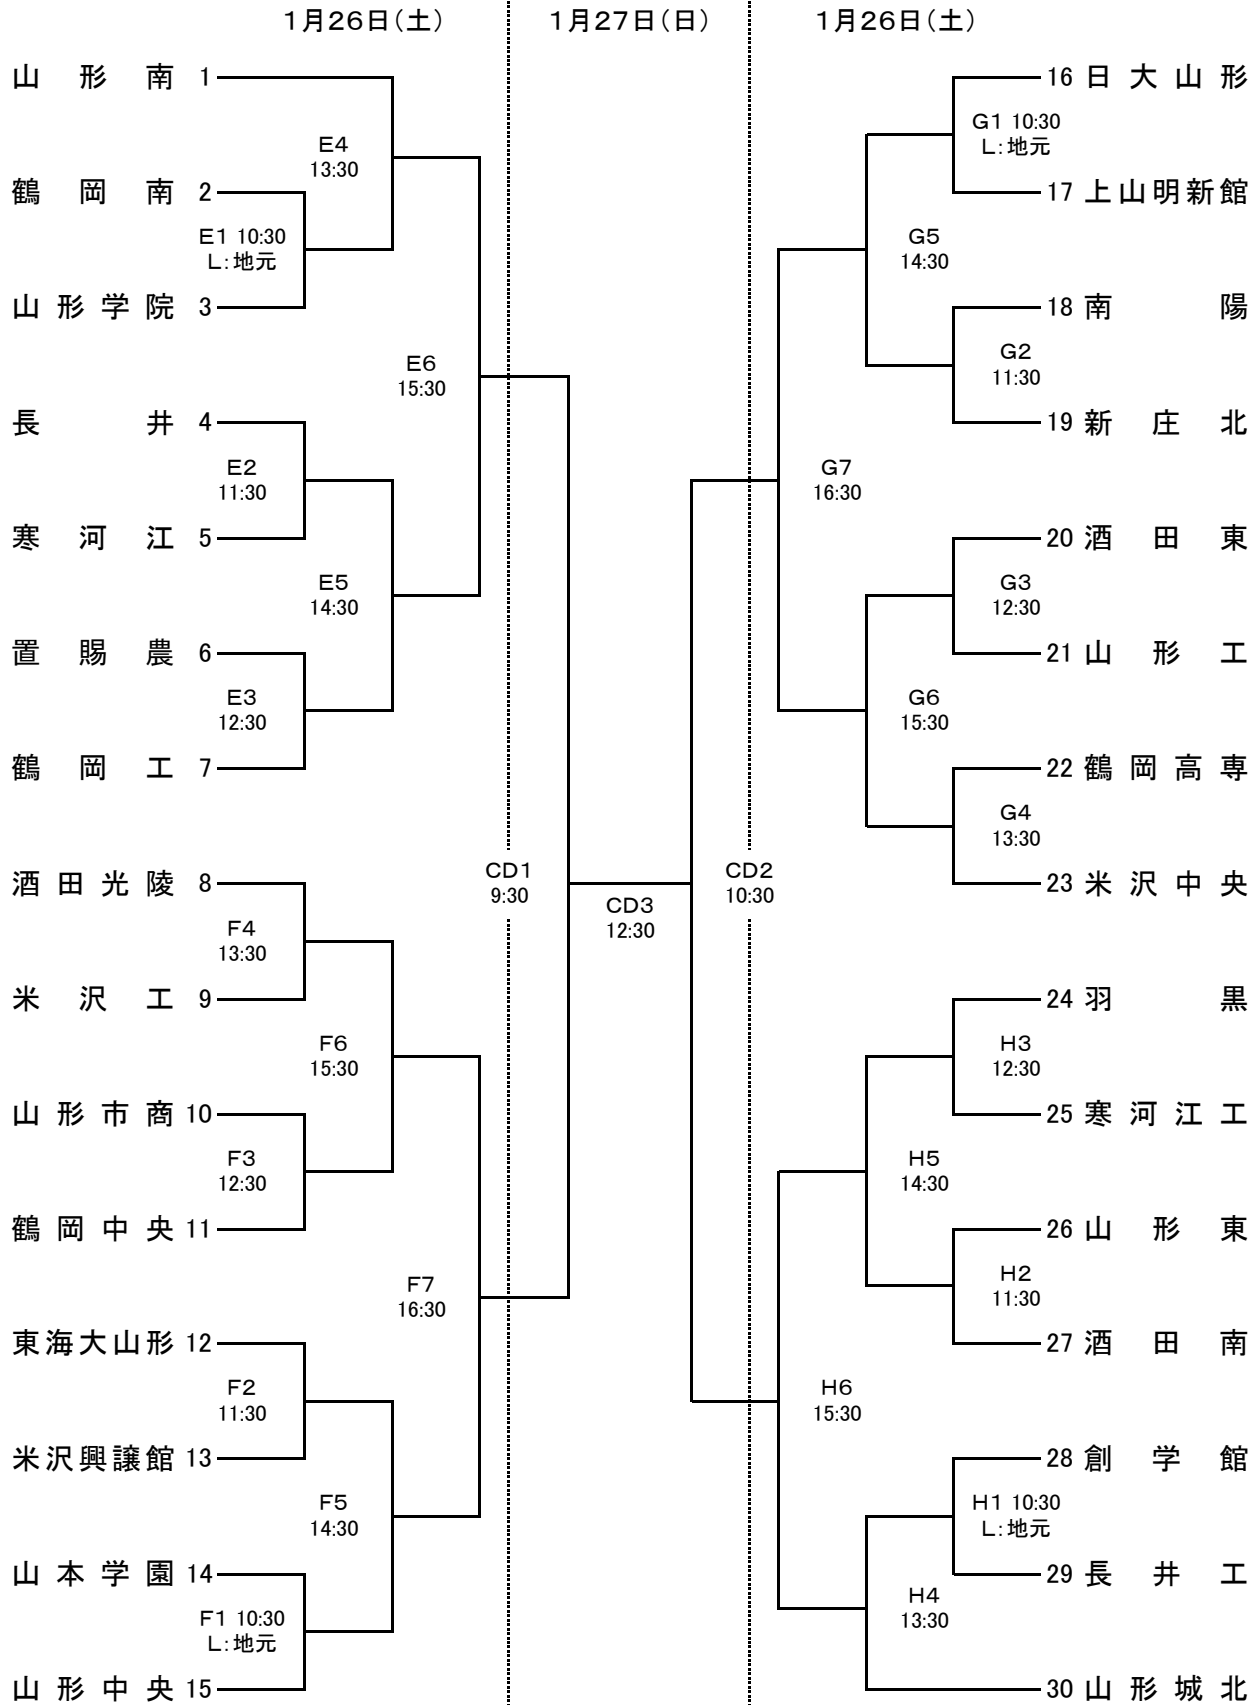 1月26日(土) 1月27日(日) 1月26日(土)
山形南 1
鶴岡南 2
山形学院 3
長井 4
寒河江 5
置賜農 6
鶴岡工 7
酒田光陵 8
米沢工 9
山形市商 10
鶴岡中央 11
東海大山形 12
米沢興譲館 13
山本学園 14
山形中央 15
E1 10:30
L:地元
E2
11:30
E3
12:30
F4
13:30
F3
12:30
F2
11:30
F1 10:30
L:地元
E4
13:30
E5
14:30
F6
15:30
F5
14:30
E6
15:30
F7
16:30
CD1
9:30
CD3
12:30
CD2
10:30
G7
16:30
H6
15:30
G5
14:30
G6
15:30
H5
14:30
H4
13:30
G1 10:30
L:地元
G2
11:30
G3
12:30
G4
13:30
H3
12:30
H2
11:30
H1 10:30
L:地元
16 日大山形
17 上山明新館
18 南陽
19 新庄北
20 酒田東
21 山形工
22 鶴岡高専
23 米沢中央
24 羽黒
25 寒河江工
26 山形東
27 酒田南
28 創学館
29 長井工
30 山形城北